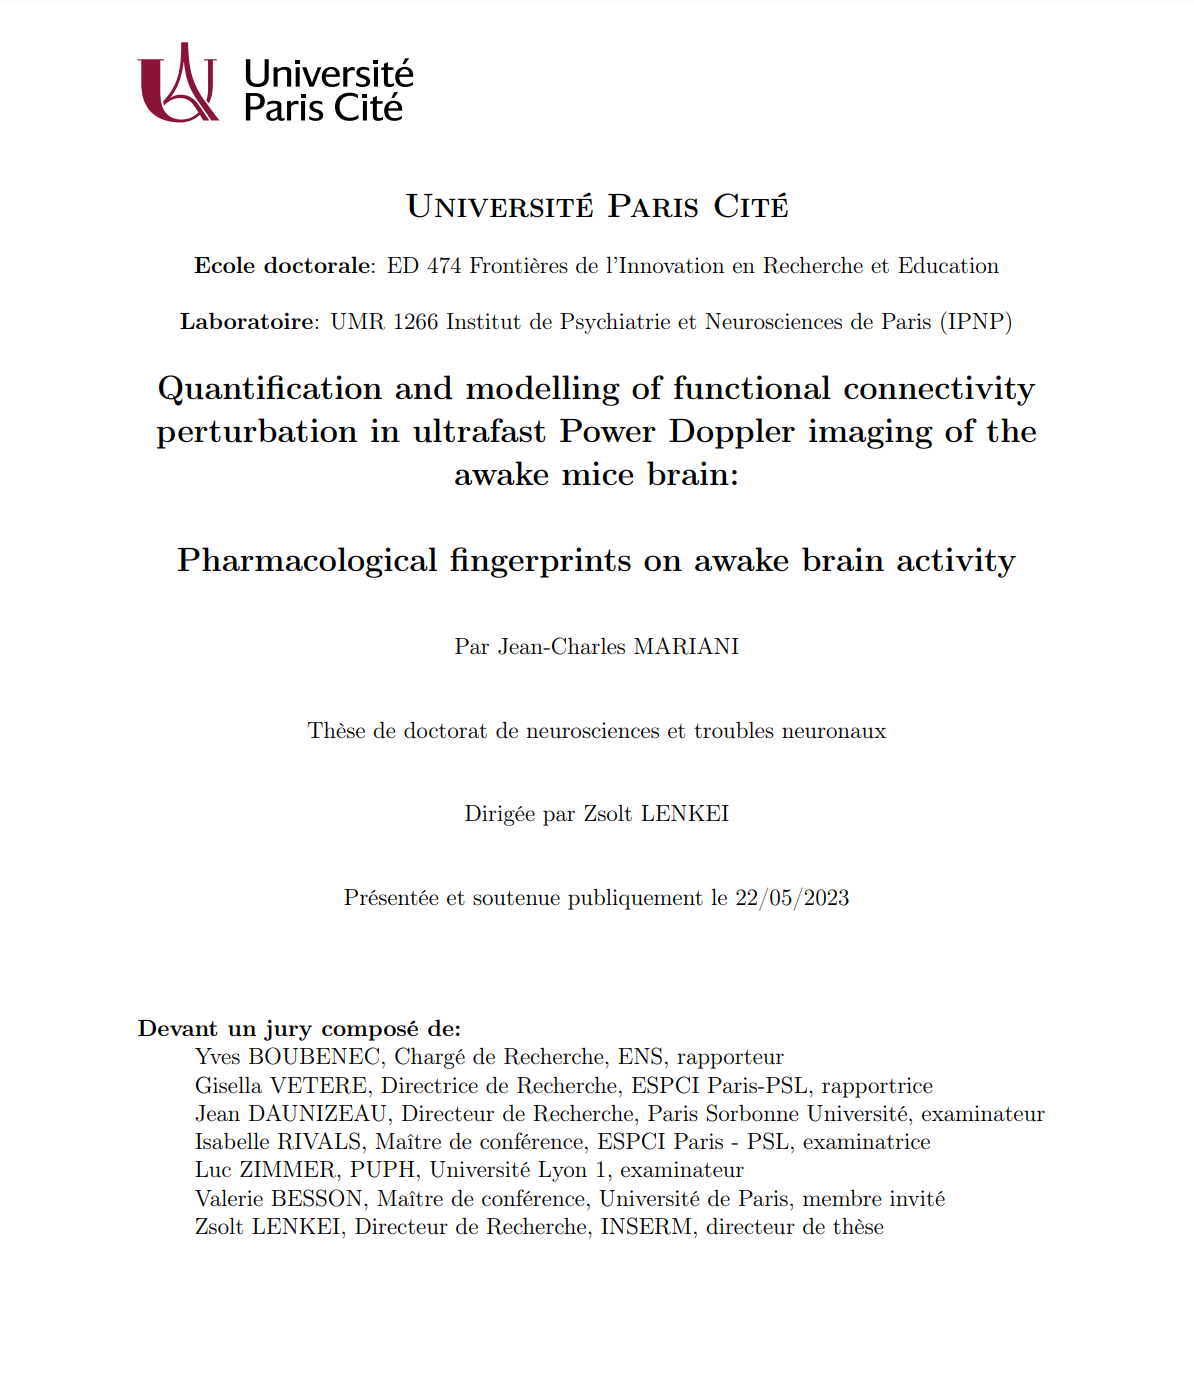 Université
Paris Cité
Université Paris Cité
Ecole doctorale: ED 474 Frontières de l'Innovation en Recherche et Education
Laboratoire: UMR 1266 Institut de Psychiatrie et Neurosciences de Paris (IPNP)
Quantification and modelling of functional connectivity
perturbation in ultrafast Power Doppler imaging of the
awake mice brain:
Pharmacological fingerprints on awake brain activity
Par Jean-Charles MARIANI
Thèse de doctorat de neurosciences et troubles neuronaux
Dirigée par Zsolt LENKEI
Présentée et soutenue publiquement le 22/05/2023
Devant un jury composé de:
Yves BOUBENEC, Chargé de Recherche, ENS, rapporteur
Gisella VETERE, Directrice de Recherche, ESPCI Paris-PSL, rapportrice
Jean DAUNIZEAU, Directeur de Recherche, Paris Sorbonne Université, examinateur
Isabelle RIVALS, Maître de conférence, ESPCI Paris - PSL, examinatrice
Luc ZIMMER, PUPH, Université Lyon 1, examinateur
Valerie BESSON, Maître de conférence, Université de Paris, membre invité
Zsolt LENKEI, Directeur de Recherche, INSERM, directeur de thèse